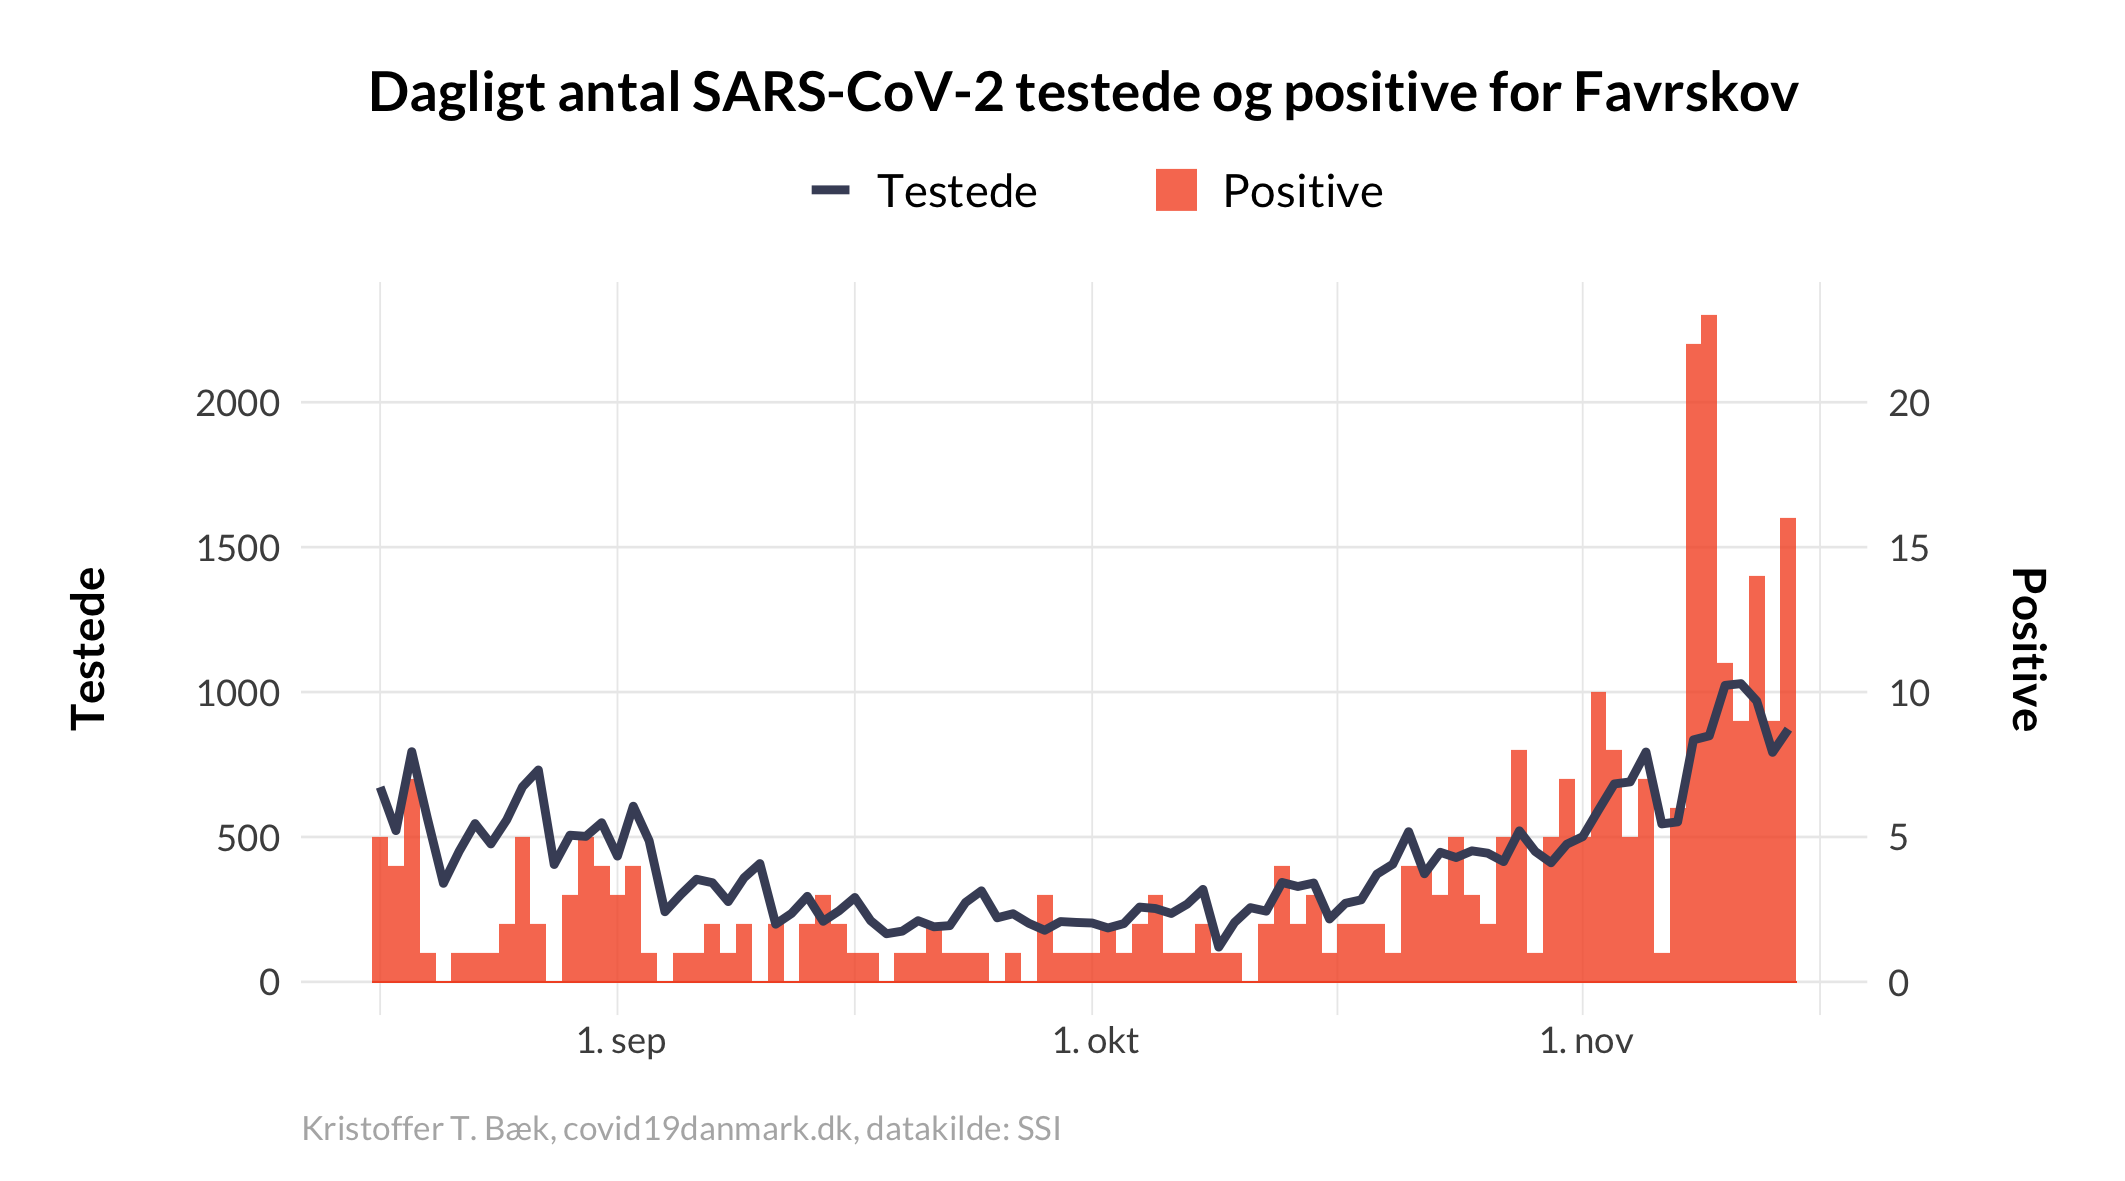 Dagligt antal SARS-CoV-2 testede og positive for Favrskov
Testede
Positive
2000
1500
1000
500
0
20
15
10
5
0
Testede
Positive
1. sep
1. okt
1. nov
Kristoffer T. Bæk, covid19danmark.dk, datakilde: SSI